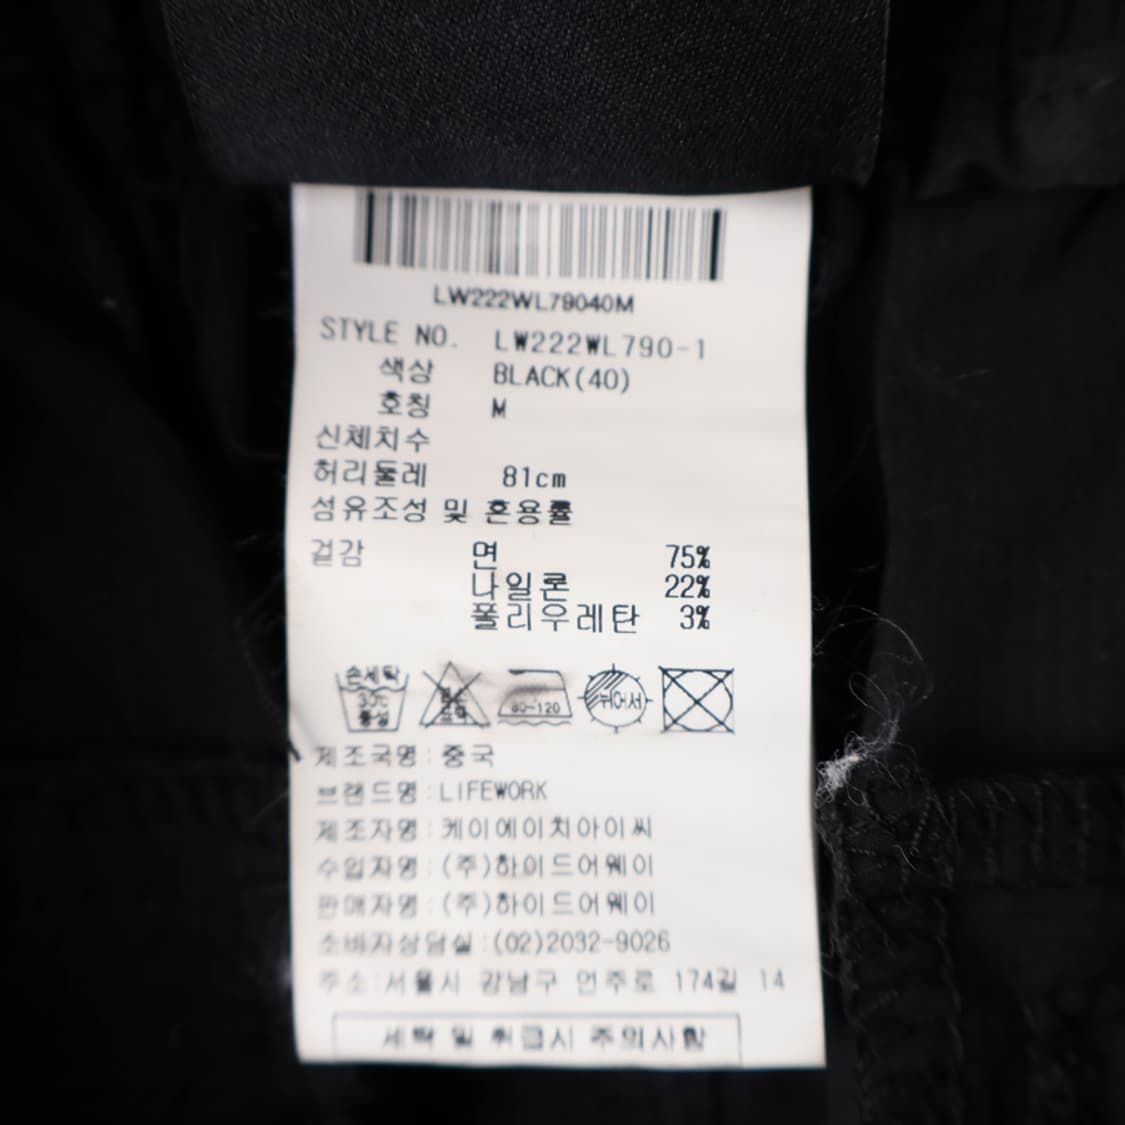 LW222WL79040M
STYLE NO. LW222WL790-1
색상 BLACK(40)
호칭 M
신체치수
허리둘레 81cm
섬유조성 및 혼용률
겉감 면 75%
나일론 22%
폴리우레탄 3%
손세탁 30℃ 중성
80-120
뉘어서
제조국명:중국
브랜드명:LIFEWORK
제조자명:케이에이치아이씨
수입자명:(주)하이드어웨이
판매자명:(주)하이드어웨이
소비자상담실:(02)2032-9026
주소:서울시 강남구 언주로 174길 14
세탁 및 취급시 주의사항